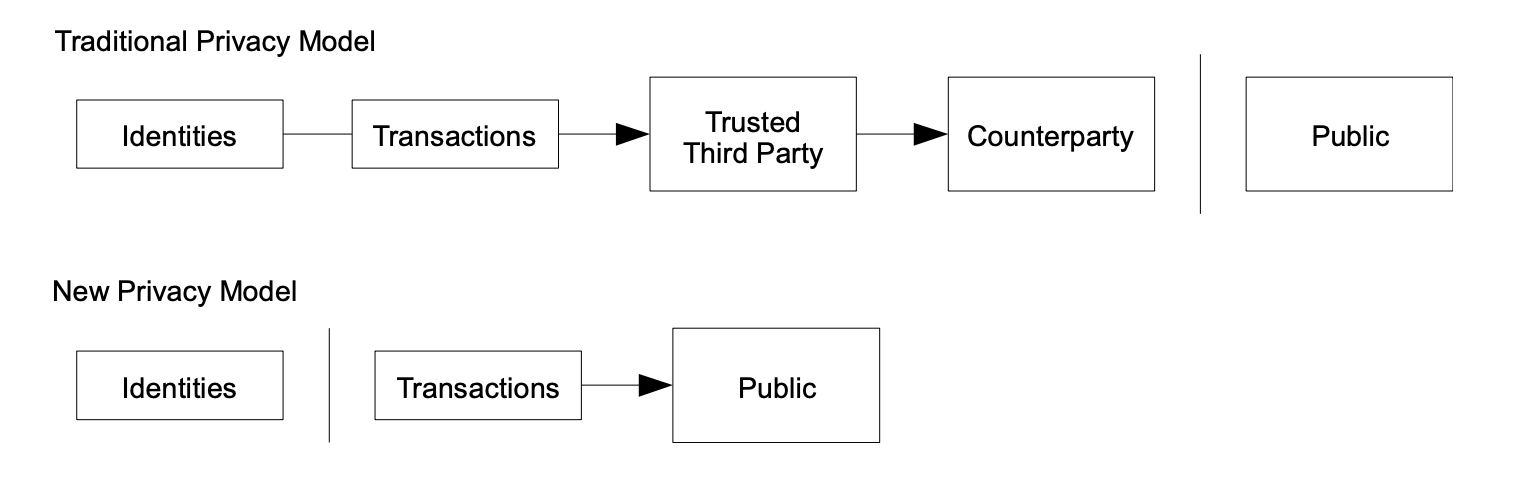 Traditional Privacy Model
Identities
Transactions
Trusted
Third Party
Counterparty
Public
New Privacy Model
Identities
Transactions
Public